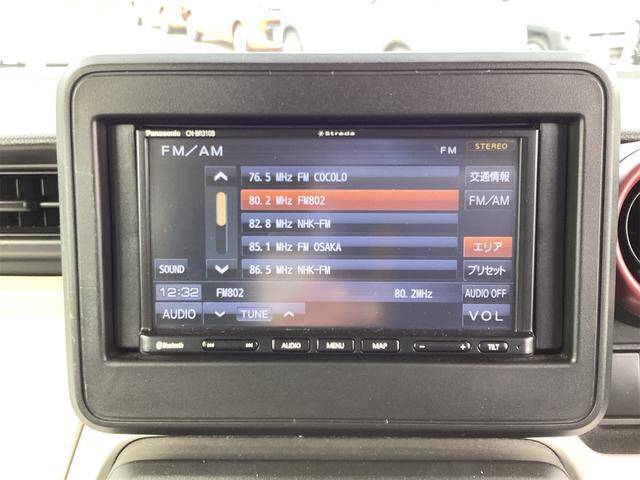 Panasonic CN-BR310B Strada
FM/AM FM STEREO
76.5 MHz FM COCOLO 交通情報
80.2 MHz FM802 FM/AM
82.8 MHz NHK-FM
85.1 MHz FM OSAKA エリア
SOUND 86.5 MHz NHK-FM プリセット
12:32 FM802 80.2MHz AUDIO OFF
AUDIO TUNE VOL
Bluetooth AUDIO MENU MAP − + TILT